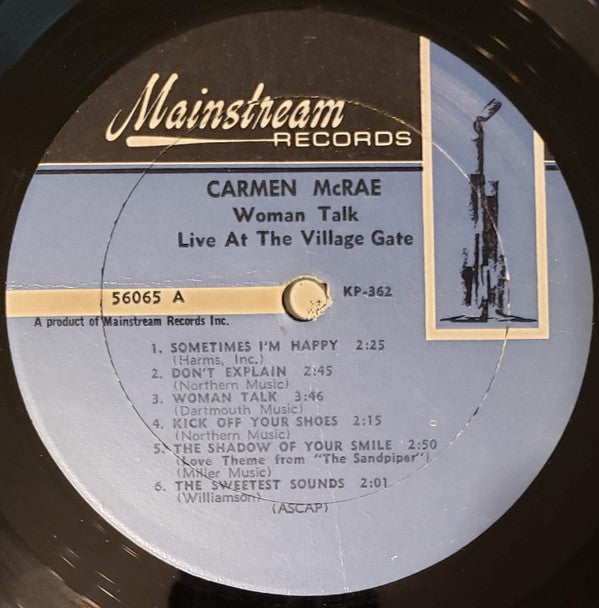 Mainstream
RECORDS
CARMEN McRAE
Woman Talk
Live At The Village Gate
56065 A
KP-362
A product of Mainstream Records Inc.
1. SOMETIMES I'M HAPPY 2:25
(Harms, Inc.)
2. DON'T EXPLAIN 2:45
(Northern Music)
3. WOMAN TALK 3:46
(Dartmouth Music)
4. KICK OFF YOUR SHOES 2:15
(Northern Music)
5. THE SHADOW OF YOUR SMILE 2:50
(Love Theme from "The Sandpiper")
(Miller Music)
6. THE SWEETEST SOUNDS 2:01
(Williamson)
(ASCAP)